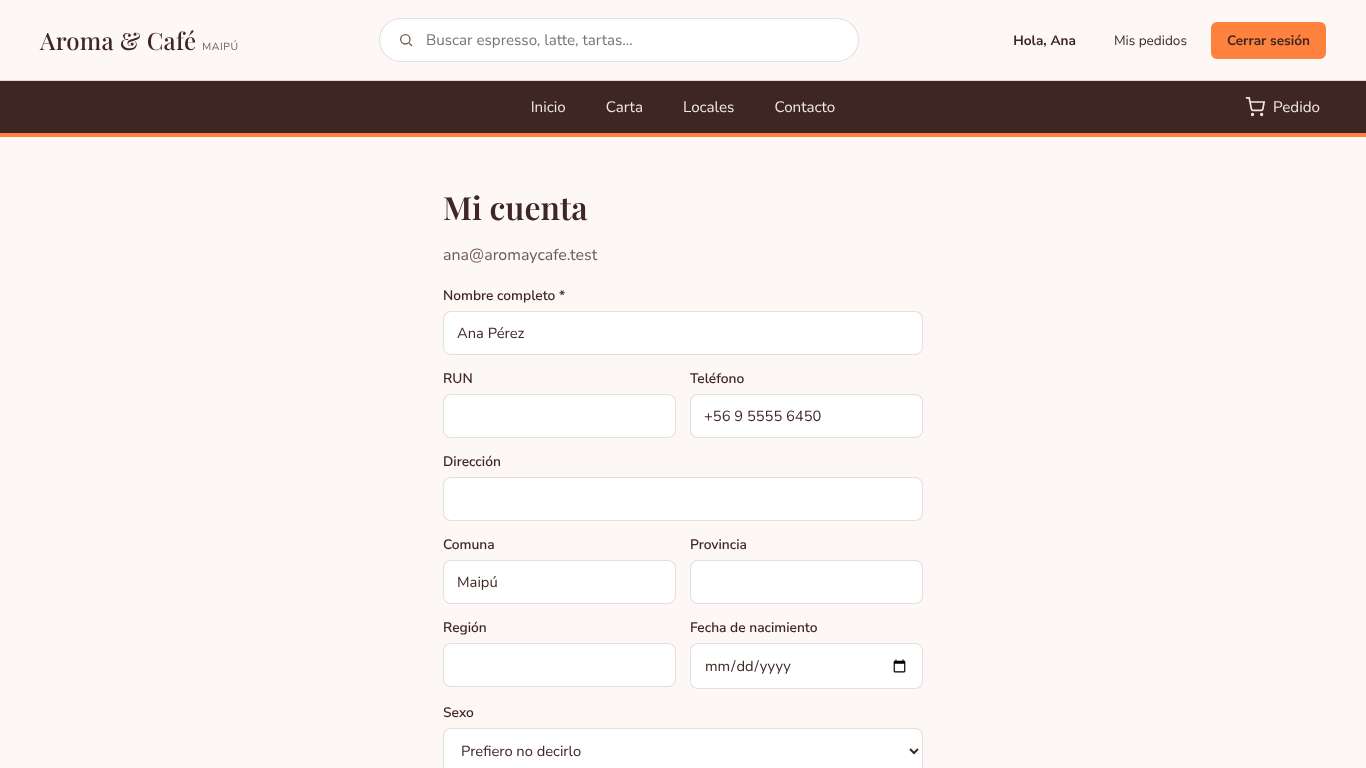 Aroma & Café MAIPÚ
Buscar espresso, latte, tartas...
Hola, Ana
Mis pedidos
Cerrar sesión
Inicio
Carta
Locales
Contacto
Pedido
Mi cuenta
ana@aromaycafe.test
Nombre completo *
Ana Pérez
RUN
Teléfono
+56 9 5555 6450
Dirección
Comuna
Provincia
Maipú
Región
Fecha de nacimiento
mm/dd/yyyy
Sexo
Prefiero no decirlo